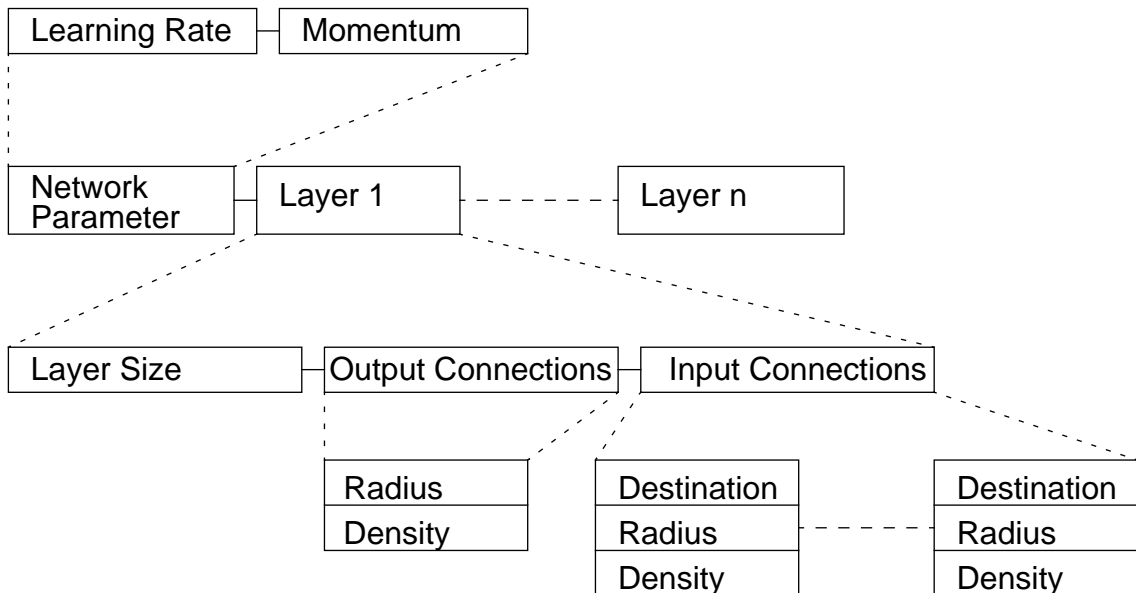 Learning Rate
Momentum
Network
Parameter
Layer 1
Layer n
Layer Size
Output Connections
Input Connections
Radius
Density
Destination
Radius
Density
Destination
Radius
Density